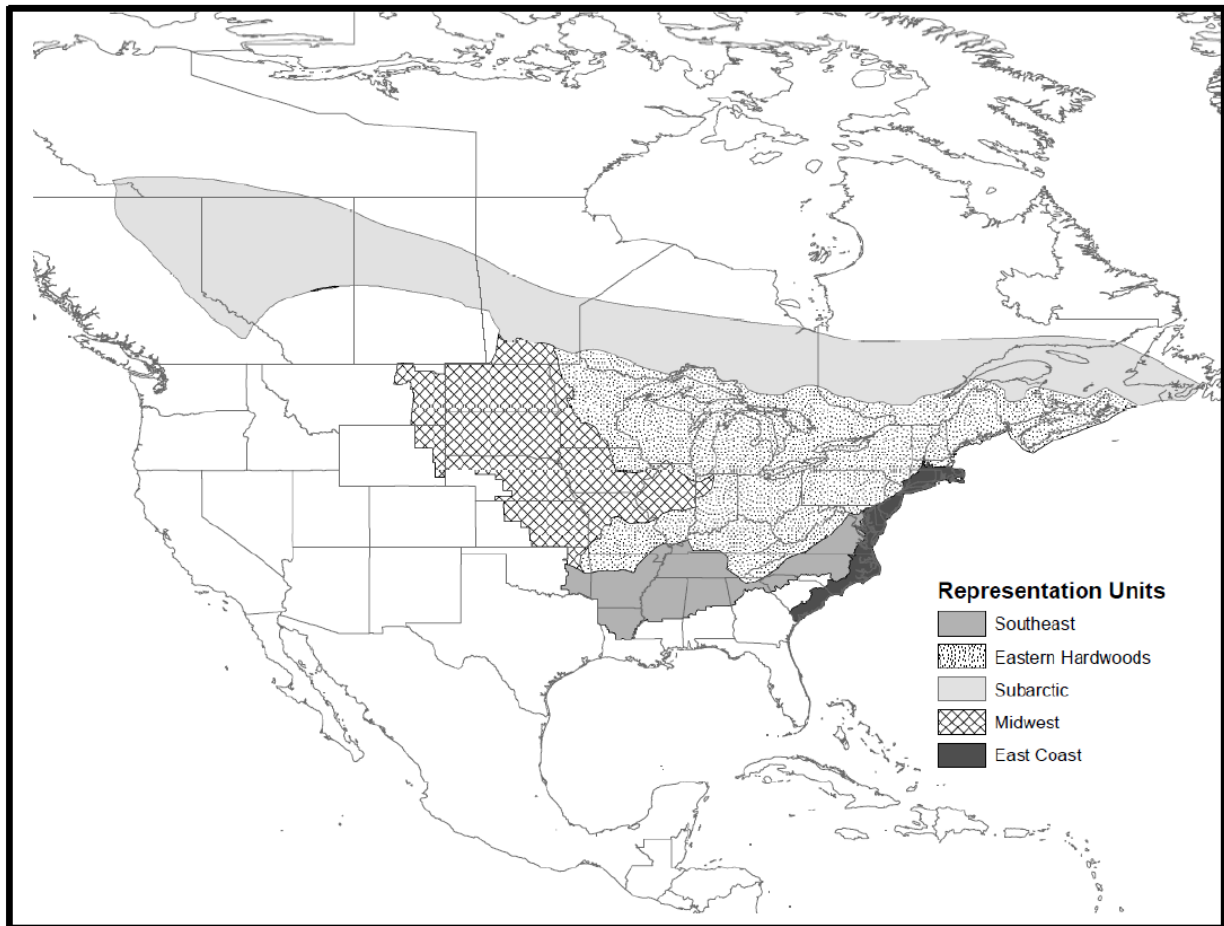 Representation Units
Southeast
Eastern Hardwoods
Subarctic
Midwest
East Coast